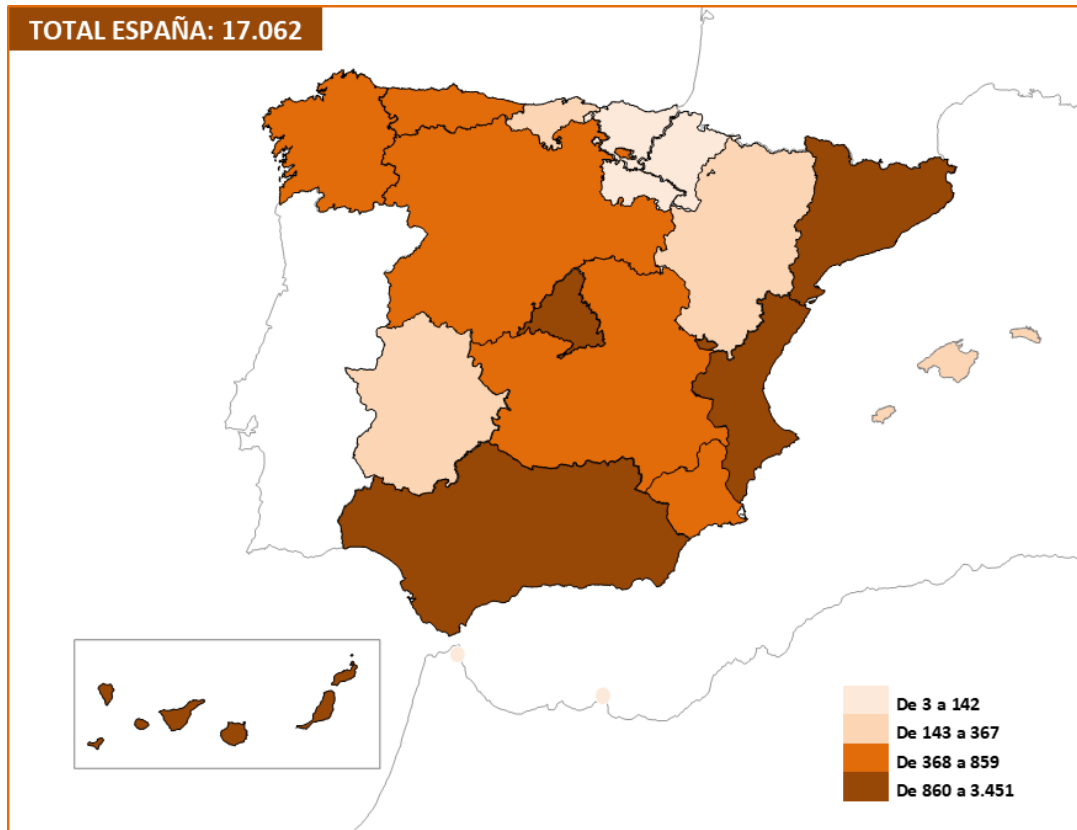 TOTAL ESPAÑA: 17.062
De 3 a 142
De 143 a 367
De 368 a 859
De 860 a 3.451